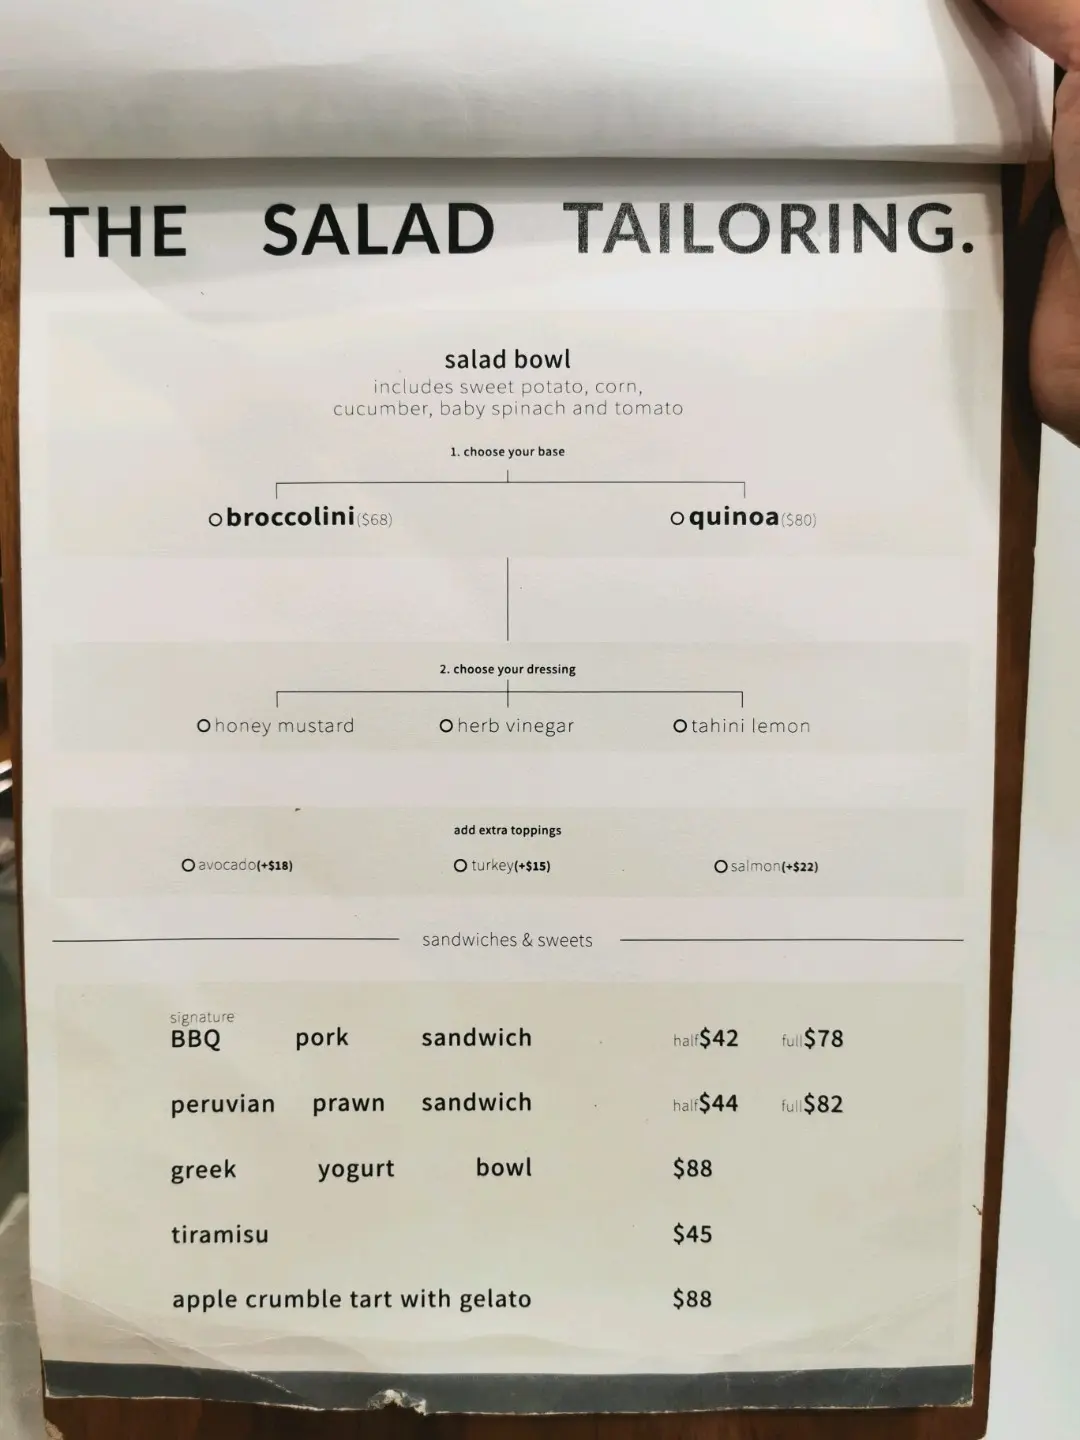 THE SALAD TAILORING.
salad bowl
includes sweet potato, corn,
cucumber, baby spinach and tomato
1. choose your base
broccolini($68) quinoa($80)
2. choose your dressing
honey mustard herb vinegar tahini lemon
add extra toppings
avocado(+$18) turkey(+$15) salmon(+$22)
sandwiches & sweets
signature
BBQ pork sandwich half$42 full$78
peruvian prawn sandwich half$44 full$82
greek yogurt bowl $88
tiramisu $45
apple crumble tart with gelato $88